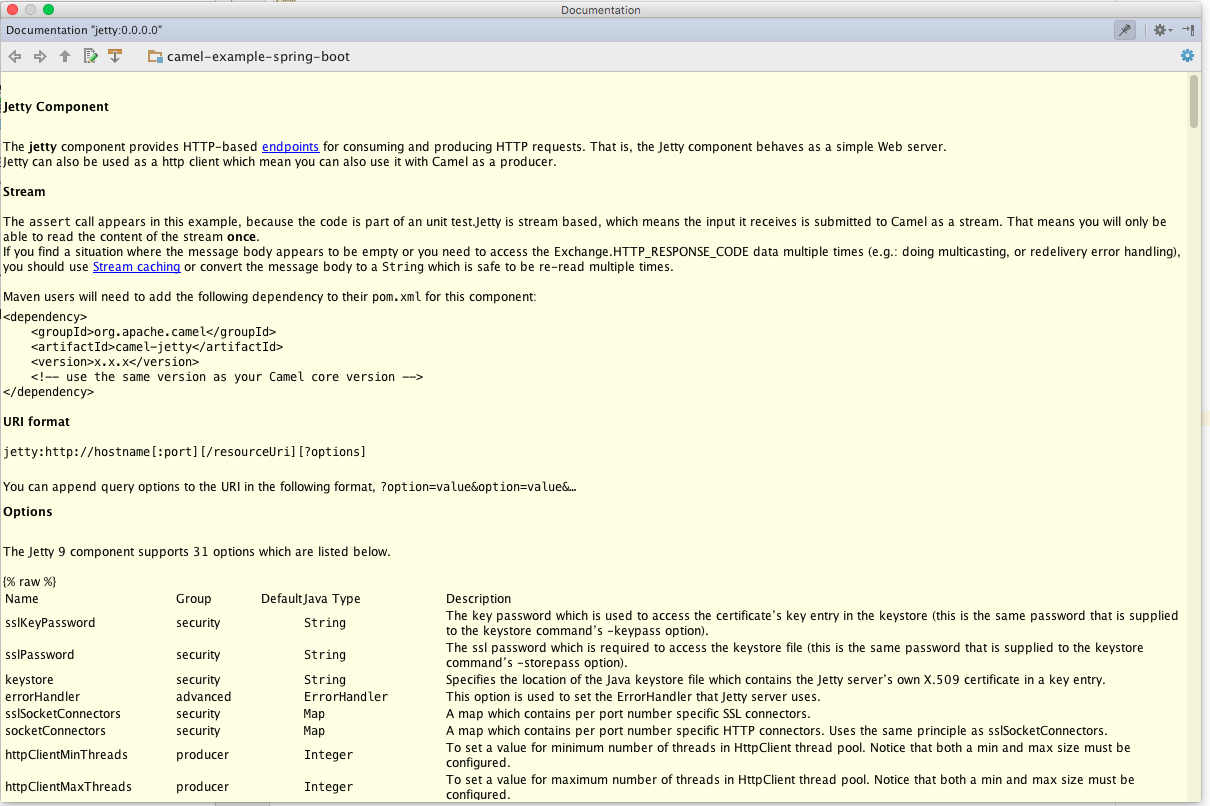 Documentation
Documentation "jetty:0.0.0.0"
camel-example-spring-boot
Jetty Component
The jetty component provides HTTP-based endpoints for consuming and producing HTTP requests. That is, the Jetty component behaves as a simple Web server.
Jetty can also be used as a http client which mean you can also use it with Camel as a producer.
Stream
The assert call appears in this example, because the code is part of an unit test.Jetty is stream based, which means the input it receives is submitted to Camel as a stream. That means you will only be
able to read the content of the stream once.
If you find a situation where the message body appears to be empty or you need to access the Exchange.HTTP_RESPONSE_CODE data multiple times (e.g.: doing multicasting, or redelivery error handling),
you should use Stream caching or convert the message body to a String which is safe to be re-read multiple times.
Maven users will need to add the following dependency to their pom.xml for this component:
<dependency>
    <groupId>org.apache.camel</groupId>
    <artifactId>camel-jetty</artifactId>
    <version>x.x.x</version>
    <!-- use the same version as your Camel core version -->
</dependency>
URI format
jetty:http://hostname[:port][/resourceUri][?options]
You can append query options to the URI in the following format, ?option=value&option=value&…
Options
The Jetty 9 component supports 31 options which are listed below.
{% raw %}
Name Group Default Java Type Description
sslKeyPassword security String The key password which is used to access the certificate's key entry in the keystore (this is the same password that is supplied
to the keystore command's -keypass option).
sslPassword security String The ssl password which is required to access the keystore file (this is the same password that is supplied to the keystore
command's -storepass option).
keystore security String Specifies the location of the Java keystore file which contains the Jetty server's own X.509 certificate in a key entry.
errorHandler advanced ErrorHandler This option is used to set the ErrorHandler that Jetty server uses.
sslSocketConnectors security Map A map which contains per port number specific SSL connectors.
socketConnectors security Map A map which contains per port number specific HTTP connectors. Uses the same principle as sslSocketConnectors.
httpClientMinThreads producer Integer To set a value for minimum number of threads in HttpClient thread pool. Notice that both a min and max size must be
configured.
httpClientMaxThreads producer Integer To set a value for maximum number of threads in HttpClient thread pool. Notice that both a min and max size must be
configured.